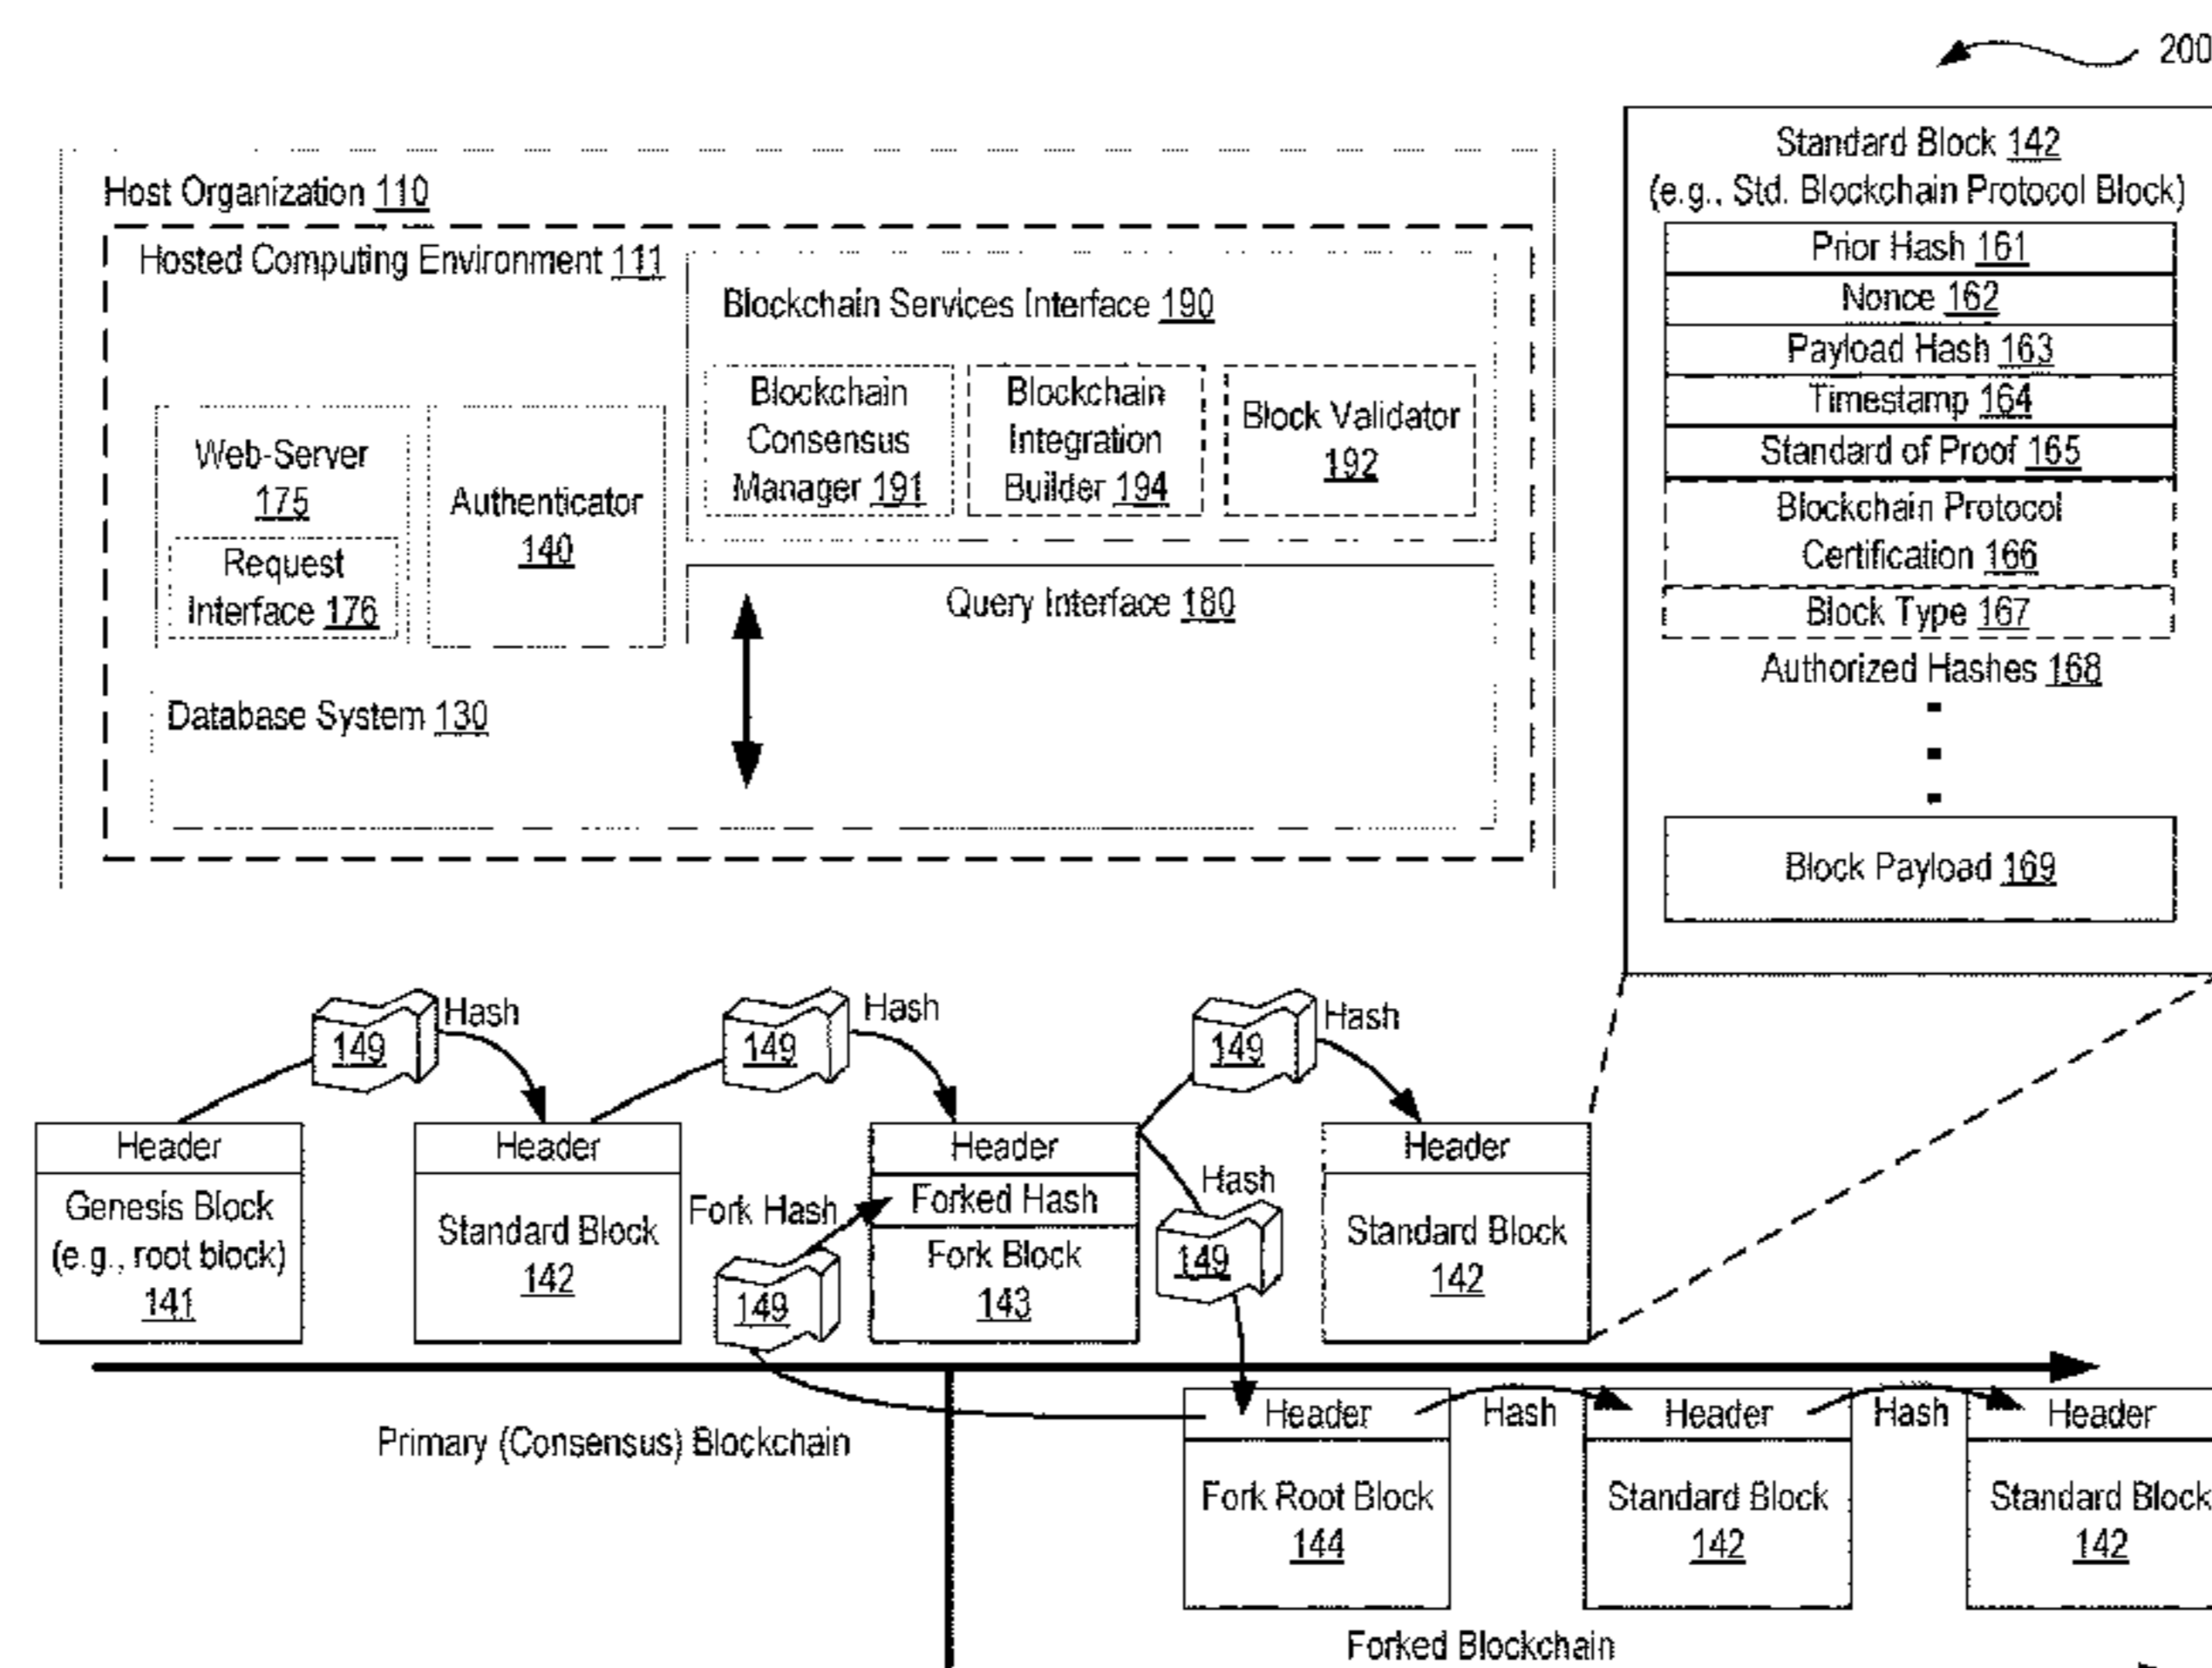 200
Host Organization 110
Hosted Computing Environment 111
Blockchain Services Interface 190
Blockchain
Consensus
Manager 191
Blockchain
Integration
Builder 194
Block Validator
192
Web-Server
175
Request
Interface 176
Authenticator
140
Query Interface 180
Database System 130
Standard Block 142
(e.g., Std. Blockchain Protocol Block)
Prior Hash 161
Nonce 162
Payload Hash 163
Timestamp 164
Standard of Proof 165
Blockchain Protocol
Certification 166
Block Type 167
Authorized Hashes 168
Block Payload 169
149
Hash
149
Hash
149
Hash
Header
Genesis Block
(e.g., root block)
141
Header
Standard Block
142
Fork Hash
149
Header
Forked Hash
Fork Block
143
Hash
149
Header
Standard Block
142
Primary (Consensus) Blockchain
Header
Fork Root Block
144
Hash
Header
Standard Block
142
Hash
Header
Standard Block
142
Forked Blockchain